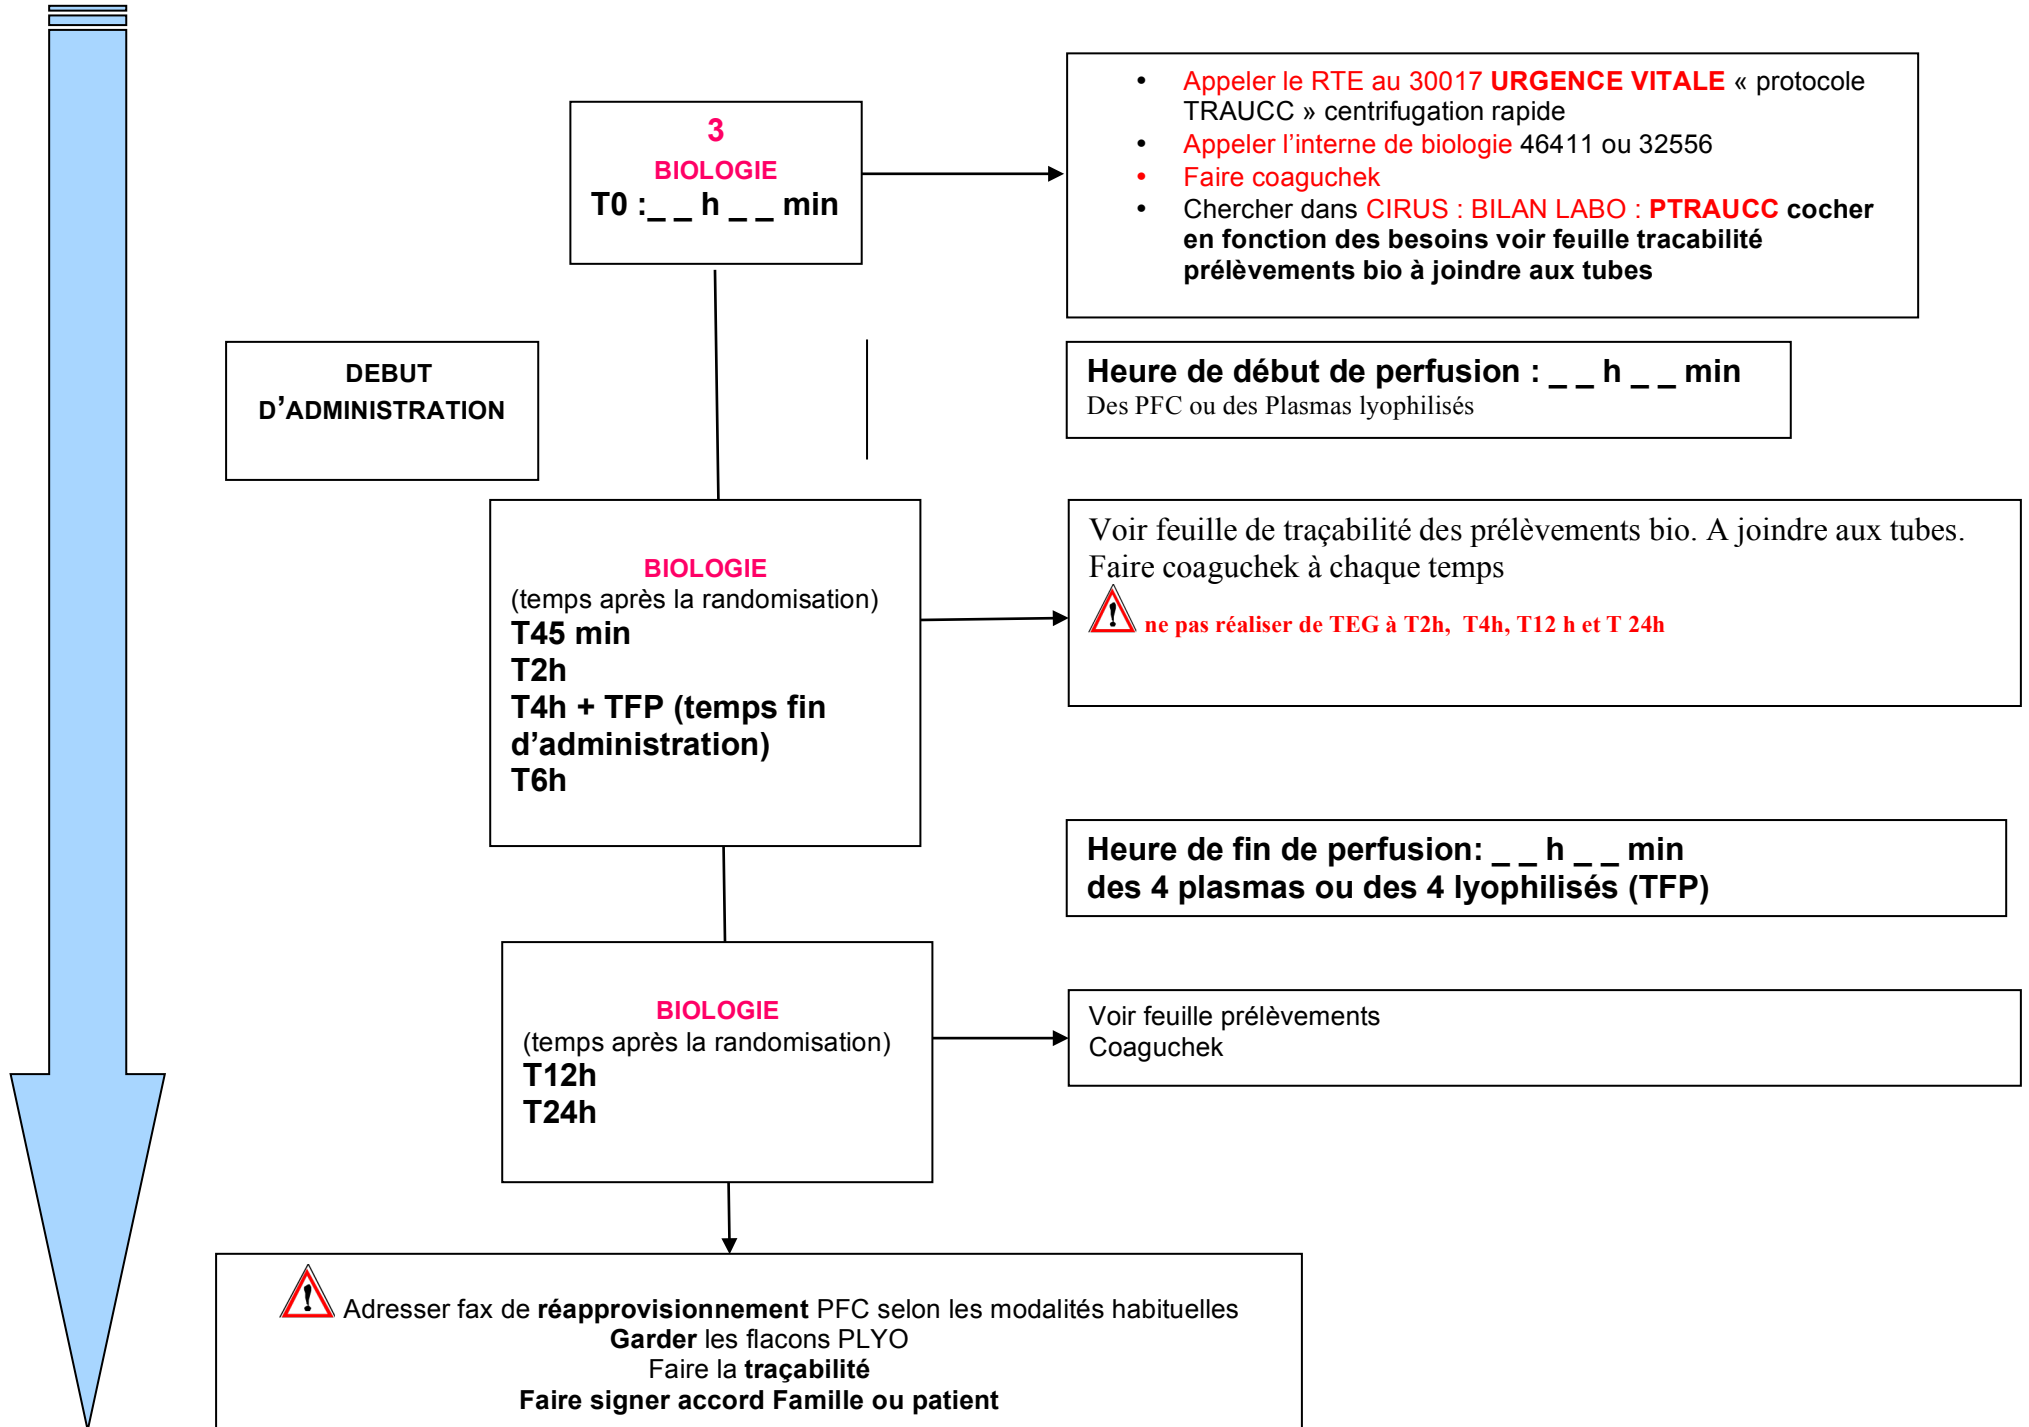 3
BIOLOGIE
T0 :_ _ h _ _ min
• Appeler le RTE au 30017 URGENCE VITALE « protocole
TRAUCC » centrifugation rapide
• Appeler l’interne de biologie 46411 ou 32556
• Faire coaguchek
• Chercher dans CIRUS : BILAN LABO : PTRAUCC cocher
en fonction des besoins voir feuille tracabilité
prélèvements bio à joindre aux tubes
DEBUT
D’ADMINISTRATION
Heure de début de perfusion : _ _ h _ _ min
Des PFC ou des Plasmas lyophilisés
BIOLOGIE
(temps après la randomisation)
T45 min
T2h
T4h + TFP (temps fin
d’administration)
T6h
Voir feuille de traçabilité des prélèvements bio. A joindre aux tubes.
Faire coaguchek à chaque temps
ne pas réaliser de TEG à T2h, T4h, T12 h et T 24h
Heure de fin de perfusion: _ _ h _ _ min
des 4 plasmas ou des 4 lyophilisés (TFP)
BIOLOGIE
(temps après la randomisation)
T12h
T24h
Voir feuille prélèvements
Coaguchek
Adresser fax de réapprovisionnement PFC selon les modalités habituelles
Garder les flacons PLYO
Faire la traçabilité
Faire signer accord Famille ou patient